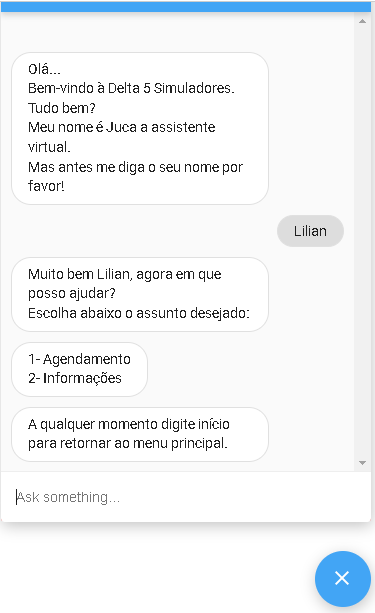 Olá...
Bem-vindo à Delta 5 Simuladores.
Tudo bem?
Meu nome é Juca a assistente
virtual.
Mas antes me diga o seu nome por
favor!
Lilian
Muito bem Lilian, agora em que
posso ajudar?
Escolha abaixo o assunto desejado:
1- Agendamento
2- Informações
A qualquer momento digite início
para retornar ao menu principal.
Ask something...